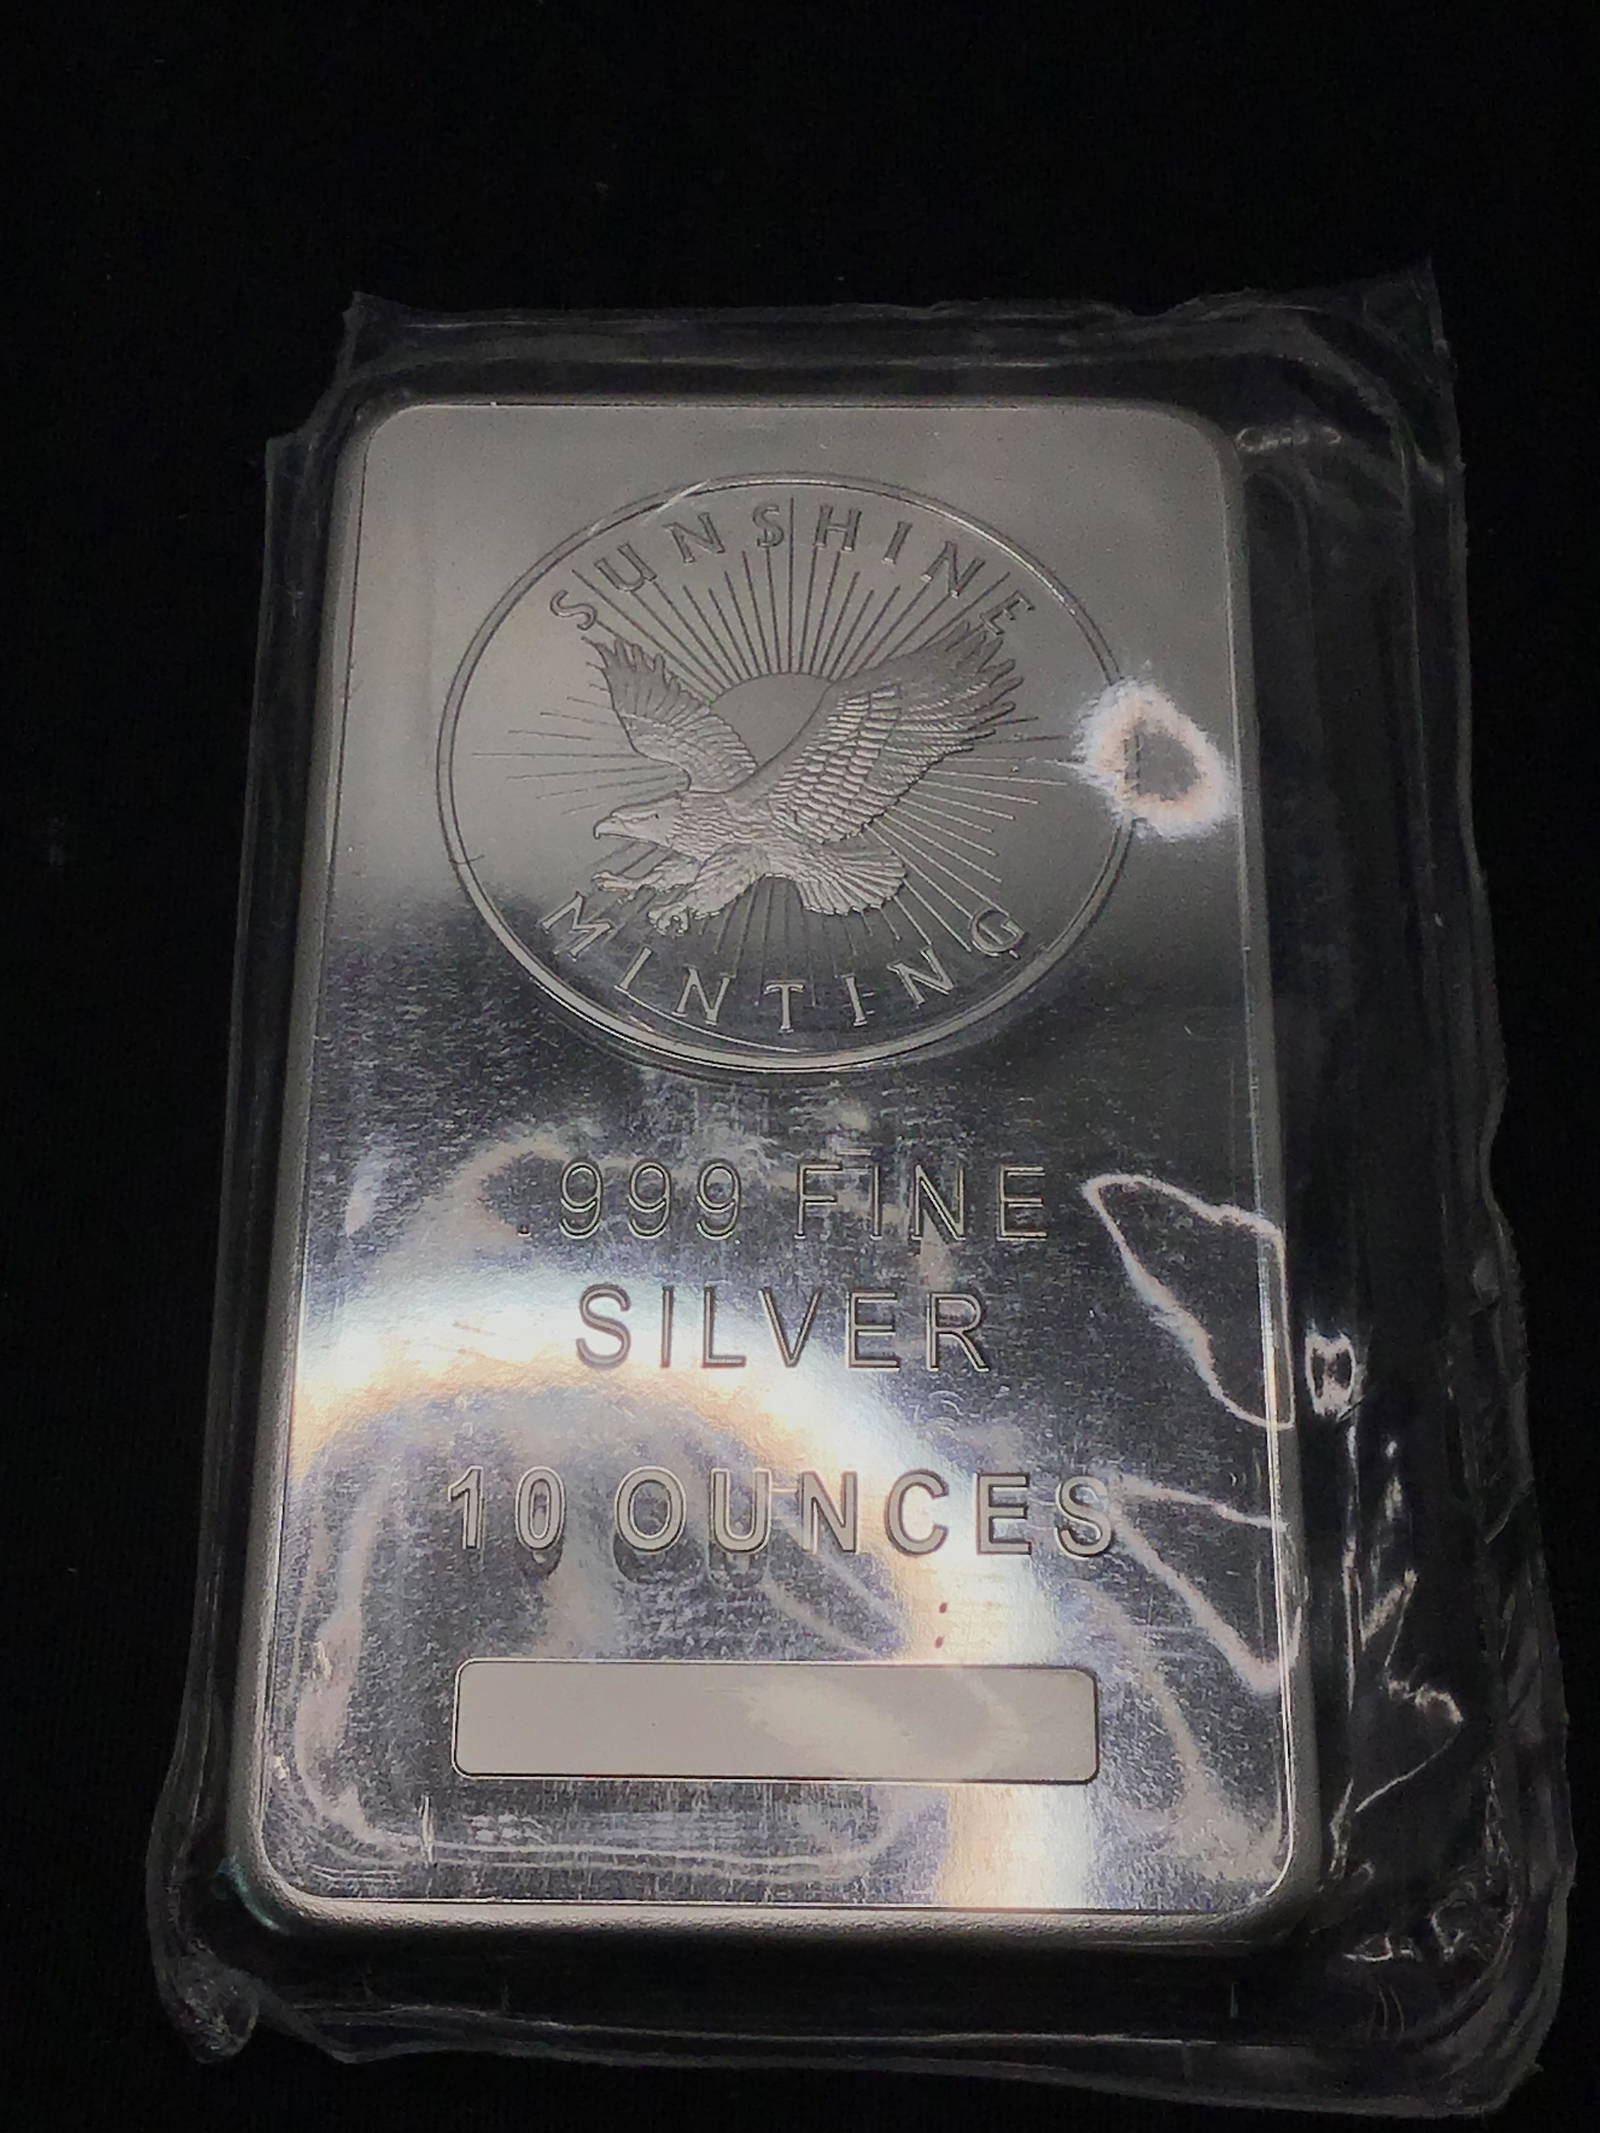 SUNSHINE
MINTING
.999 FINE
SILVER
10 OUNCES